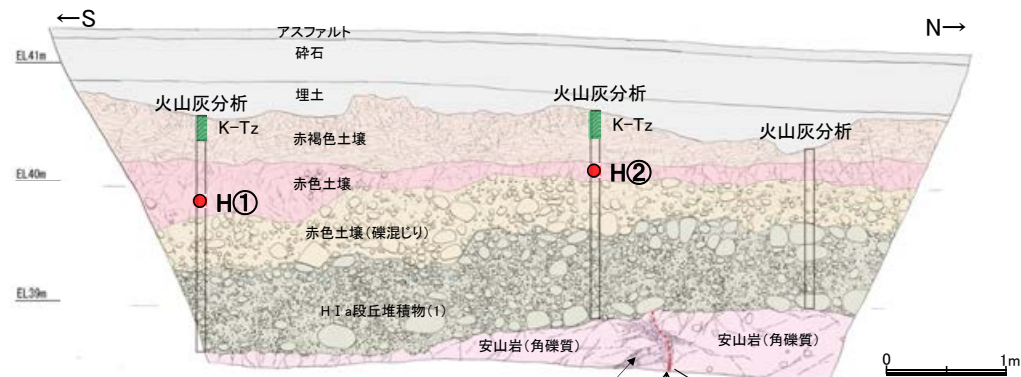 ←S
N→
アスファルト
砕石
EL41m
埋土
火山灰分析
火山灰分析
火山灰分析
K-Tz
K-Tz
赤褐色土壌
EL40m
赤色土壌
H①
H②
赤色土壌(礫混じり)
EL39m
HⅠa段丘堆積物(1)
安山岩(角礫質)
安山岩(角礫質)
0 1m